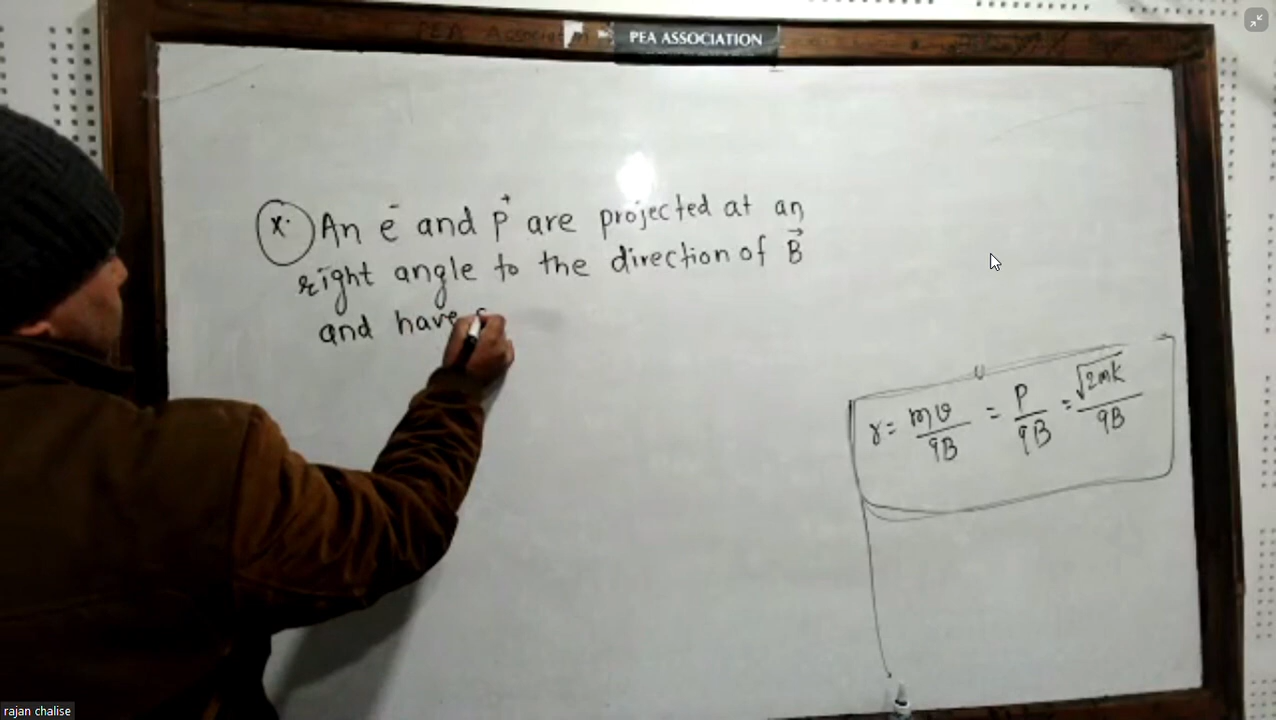 PEA ASSOCIATION
x. An e⁻ and p⁺ are projected at an
right angle to the direction of B⃗
and have
r = mv/qB = P/qB = √2mk/qB
rajan chalise